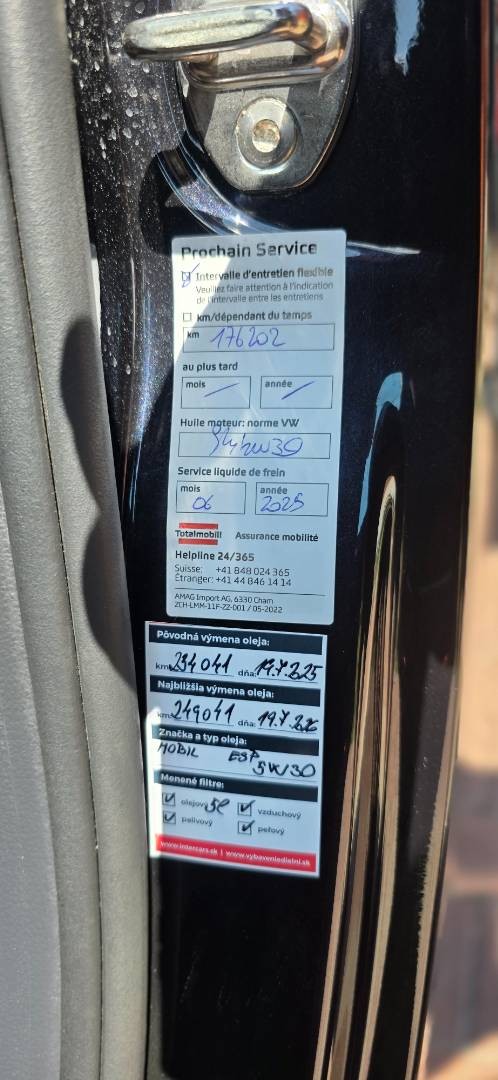 Prochain Service
Intervalle d'entretien flexible
Veuillez faire attention à l'indication
de l'intervalle entre les entretiens
km/dépendant du temps
km 176202
au plus tard
mois année
Huile moteur: norme VW
5W30
Service liquide de frein
mois année
06 2025
Totalmobil! Assurance mobilité
Helpline 24/365
Suisse: +41 848 024 365
Étranger: +41 44 846 14 14
AMAG Import AG, 6330 Cham
ZCH-LMM-11F-ZZ-001 / 05-2022
Pôvodná výmena oleja:
km: 234041 dňa: 19.7.225
Najbližšia výmena oleja:
km: 249041 dňa: 19.7.226
Značka a typ oleja:
MOBIL ESP 5W30
Menené filtre:
olejový vzduchový
palivový peľový
www.intercars.sk | www.vybaveniedielni.sk